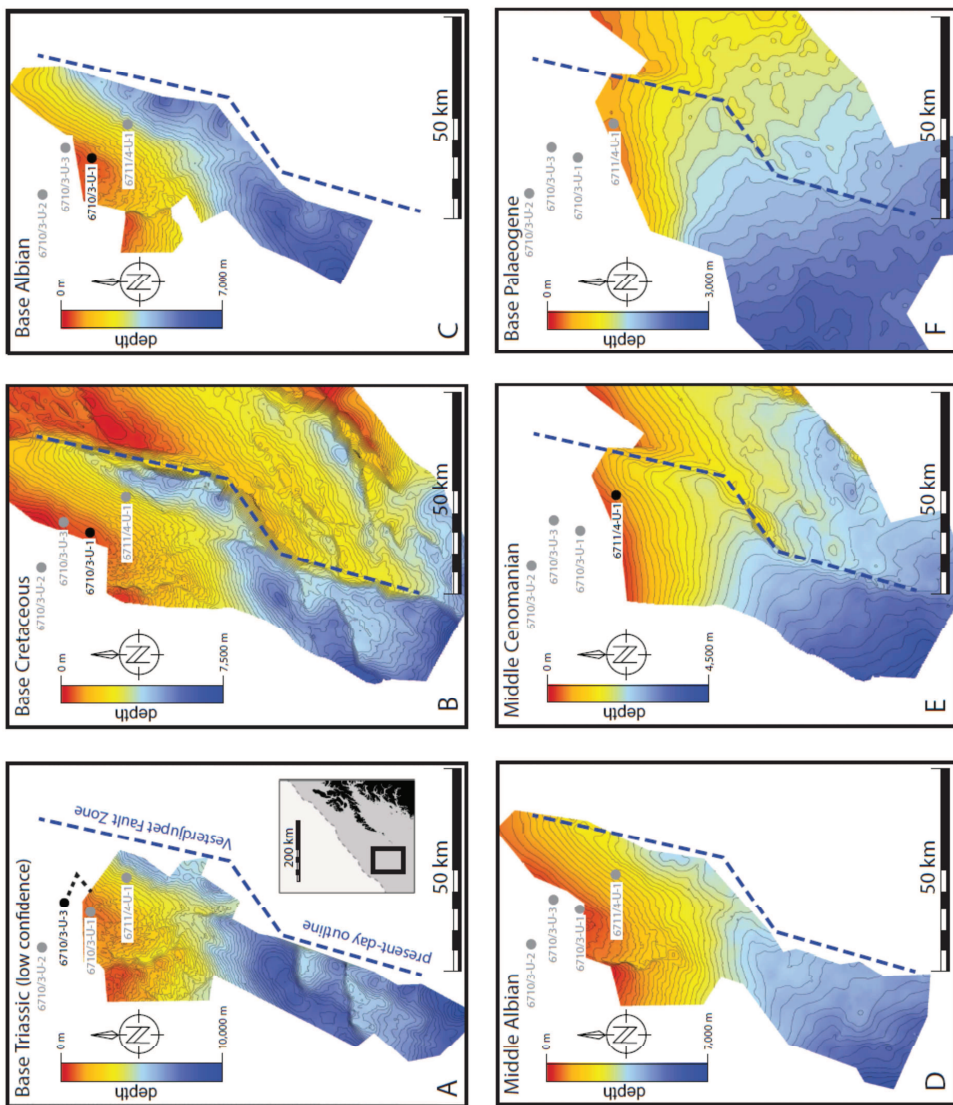 Base Triassic (low confidence)
0 m
depth
10,000 m
N
6710/3-U-2
6710/3-U-3
6710/3-U-1
6711/4-U-1
Vesterdjupet Fault Zone
present-day outline
200 km
A
50 km
Base Cretaceous
0 m
depth
7,500 m
N
6710/3-U-2
6710/3-U-3
6710/3-U-1
6711/4-U-1
B
50 km
Base Albian
0 m
depth
7,000 m
N
6710/3-U-2
6710/3-U-3
6710/3-U-1
6711/4-U-1
C
50 km
Middle Albian
0 m
depth
7,000 m
N
6710/3-U-2
6710/3-U-3
6710/3-U-1
6711/4-U-1
D
50 km
Middle Cenomanian
0 m
depth
4,500 m
N
6710/3-U-2
6710/3-U-3
6710/3-U-1
6711/4-U-1
E
50 km
Base Palaeogene
0 m
depth
3,000 m
N
6710/3-U-2
6710/3-U-3
6710/3-U-1
6711/4-U-1
F
50 km